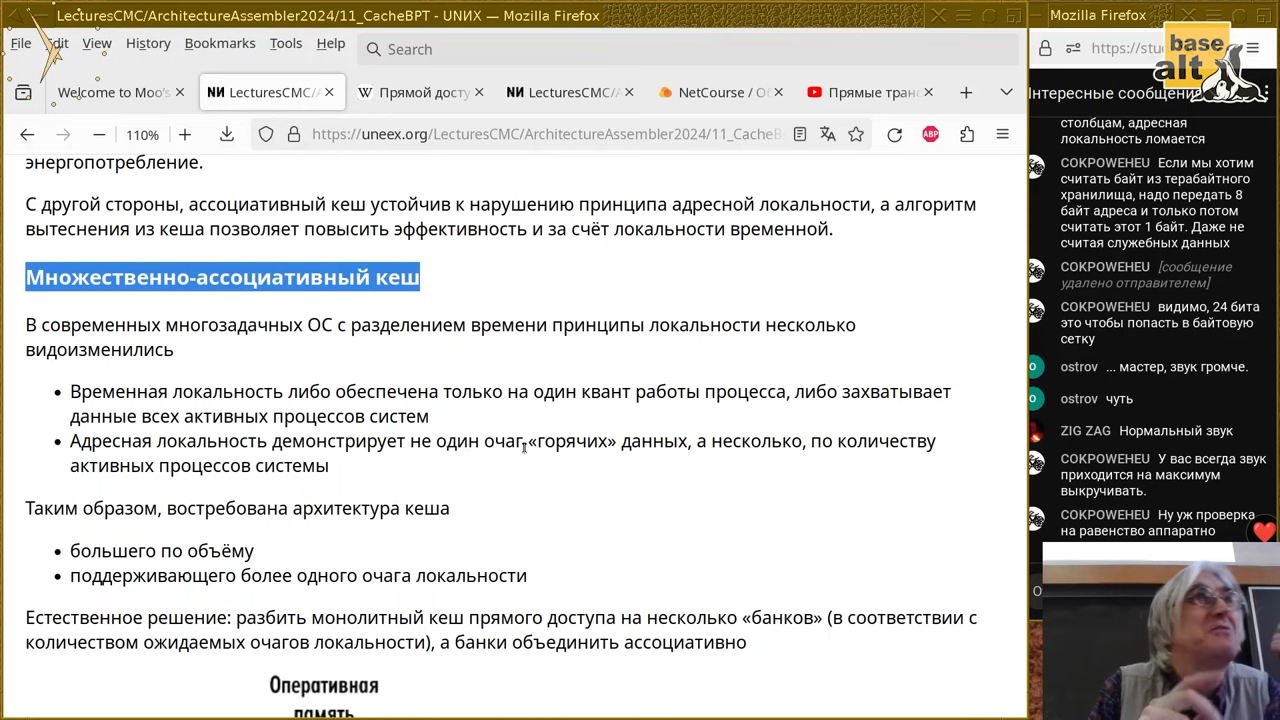 LecturesCMC/ArchitectureAssembler2024/11_CacheBPT - UNИX — Mozilla Firefox
File Edit View History Bookmarks Tools Help
Search
Welcome to Moo's
LecturesCMC/A
Прямой досту
LecturesCMC/A
NetCourse / О
Прямые тран
110%
https://uneex.org/LecturesCMC/ArchitectureAssembler2024/11_CacheB
ABP
энергопотребление.
С другой стороны, ассоциативный кеш устойчив к нарушению принципа адресной локальности, а алгоритм
вытеснения из кеша позволяет повысить эффективность и за счёт локальности временной.
Множественно-ассоциативный кеш
В современных многозадачных ОС с разделением времени принципы локальности несколько
видоизменились
Временная локальность либо обеспечена только на один квант работы процесса, либо захватывает
данные всех активных процессов систем
Адресная локальность демонстрирует не один очаг «горячих» данных, а несколько, по количеству
активных процессов системы
Таким образом, востребована архитектура кеша
большего по объёму
поддерживающего более одного очага локальности
Естественное решение: разбить монолитный кеш прямого доступа на несколько «банков» (в соответствии с
количеством ожидаемых очагов локальности), а банки объединить ассоциативно
Оперативная
память
Mozilla Firefox
https://stu
base
alt
Интересные сообщения
столбцам, адресная
локальность ломается
COKPOWEHEU Если мы хотим
считать байт из терабайтного
хранилища, надо передать 8
байт адреса и только потом
считать этот 1 байт. Даже не
считая служебных данных
COKPOWEHEU [сообщение
удалено отправителем]
COKPOWEHEU видимо, 24 бита
это чтобы попасть в байтовую
сетку
ostrov ... мастер, звук громче.
ostrov чуть
ZIG ZAG Нормальный звук
COKPOWEHEU У вас всегда звук
приходится на максимум
выкручивать.
COKPOWEHEU Ну уж проверка
на равенство аппаратно